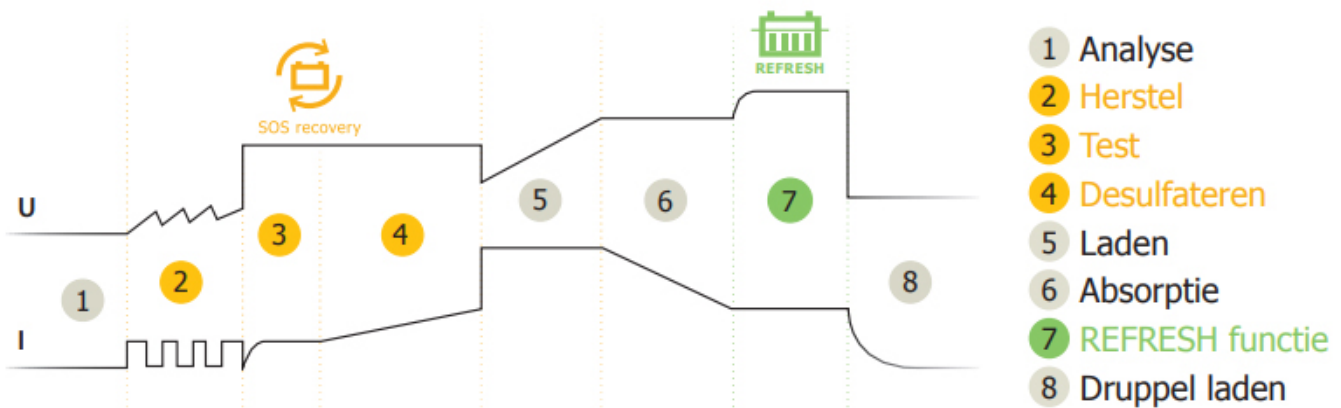 REFRESH
SOS recovery
U
I
1
2
3
4
5
6
7
8
1 Analyse
2 Herstel
3 Test
4 Desulfateren
5 Laden
6 Absorptie
7 REFRESH functie
8 Druppel laden